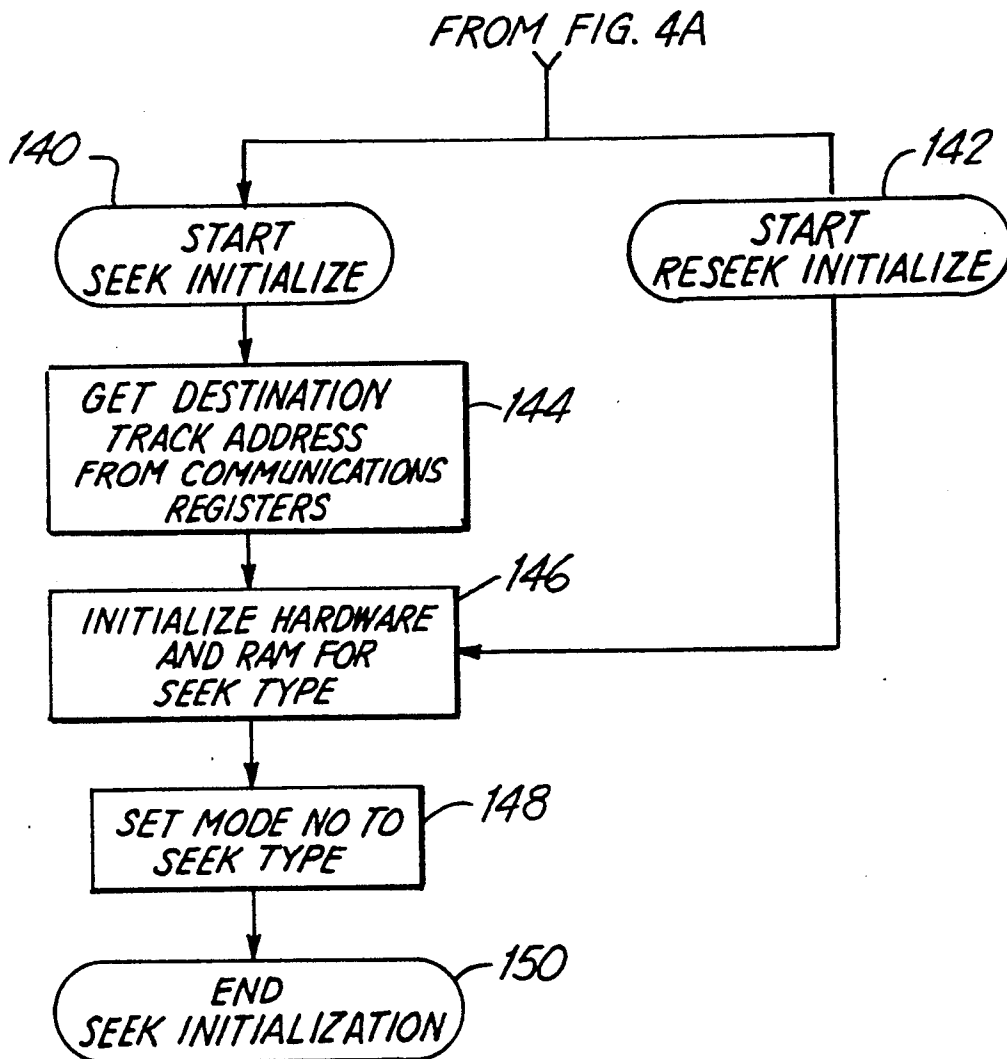 FROM FIG. 4A
140
142
START
SEEK INITIALIZE
START
RESEEK INITIALIZE
GET DESTINATION
TRACK ADDRESS
FROM COMMUNICATIONS
REGISTERS
144
146
INITIALIZE HARDWARE
AND RAM FOR
SEEK TYPE
SET MODE NO TO
SEEK TYPE
148
END
SEEK INITIALIZATION
150